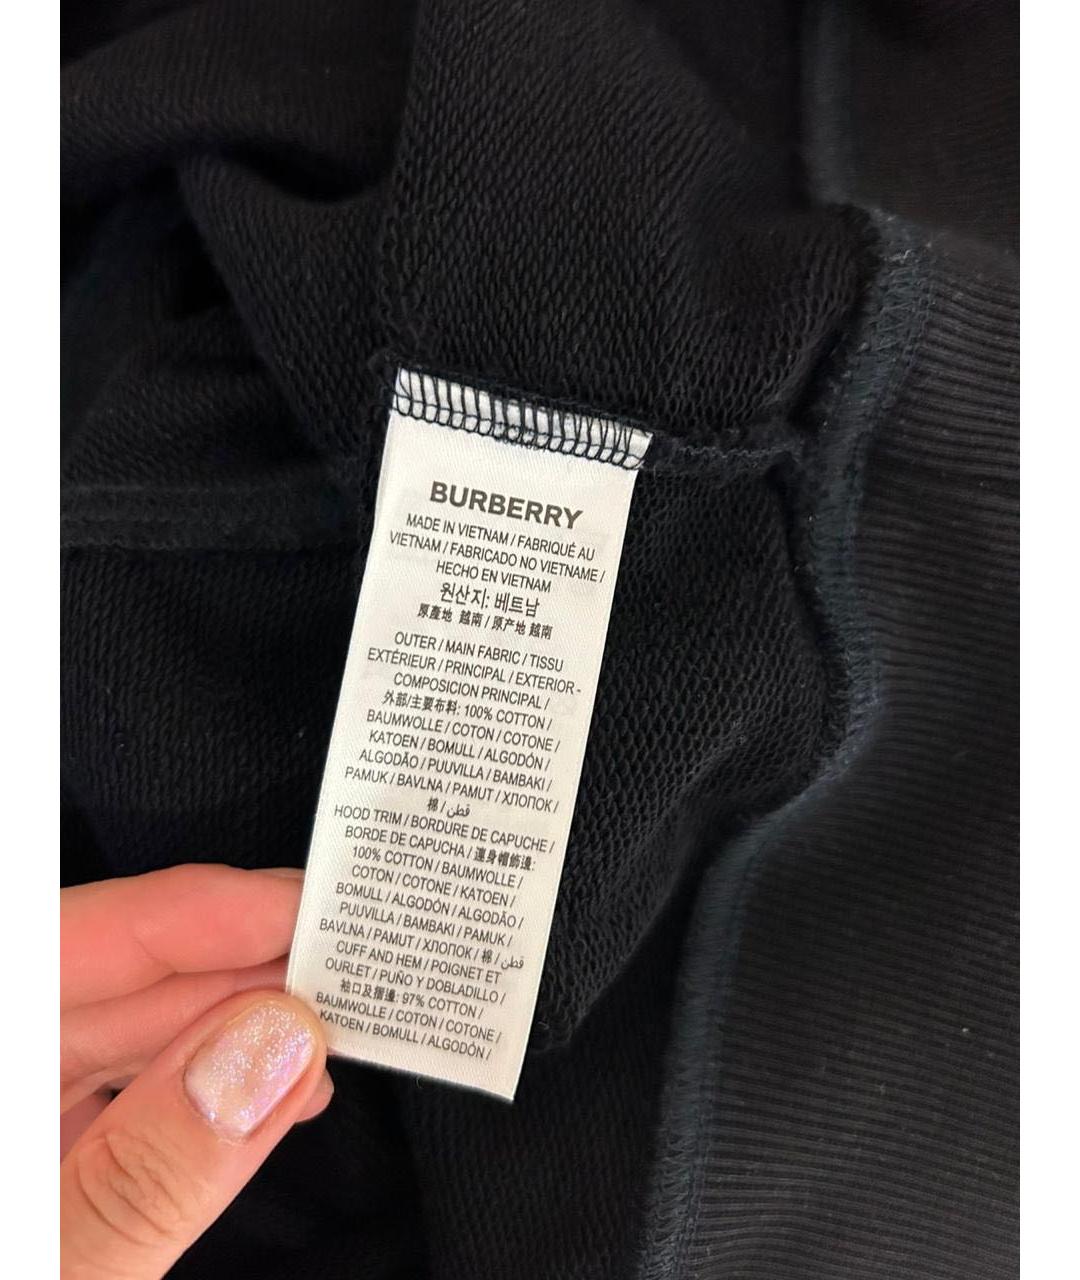 BURBERRY
MADE IN VIETNAM / FABRIQUÉ AU
VIETNAM / FABRICADO NO VIETNAME /
HECHO EN VIETNAM
원산지: 베트남
原產地 越南 / 原产地 越南
OUTER / MAIN FABRIC / TISSU
EXTÉRIEUR / PRINCIPAL / EXTERIOR -
COMPOSICION PRINCIPAL /
外部/主要布料: 100% COTTON /
BAUMWOLLE / COTON / COTONE /
KATOEN / BOMULL / ALGODÓN /
ALGODÃO / PUUVILLA / BAMBAKI /
PAMUK / BAVLNA / PAMUT / ХЛОПОК /
棉 / قطن
HOOD TRIM / BORDURE DE CAPUCHE /
BORDE DE CAPUCHA / 連身帽飾邊:
100% COTTON / BAUMWOLLE /
COTON / COTONE / KATOEN /
BOMULL / ALGODÓN / ALGODÃO /
PUUVILLA / BAMBAKI / PAMUK /
BAVLNA / PAMUT / ХЛОПОК / 棉 / قطن
CUFF AND HEM / POIGNET ET
OURLET / PUÑO Y DOBLADILLO /
袖口及摺邊: 97% COTTON /
BAUMWOLLE / COTON / COTONE /
KATOEN / BOMULL / ALGODÓN /